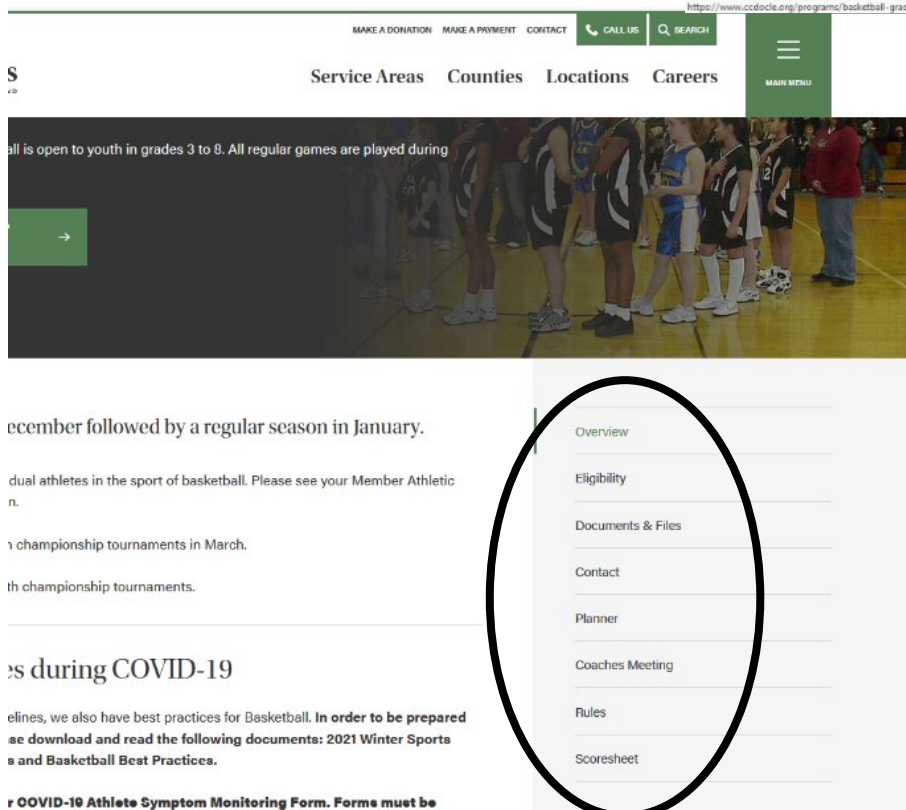 https://www.ccdocle.org/programs/basketball-grad
MAKE A DONATION MAKE A PAYMENT CONTACT CALL US SEARCH
S
Service Areas Counties Locations Careers
MAIN MENU
all is open to youth in grades 3 to 8. All regular games are played during
ecember followed by a regular season in January.
dual athletes in the sport of basketball. Please see your Member Athletic
n.
championship tournaments in March.
th championship tournaments.
es during COVID-19
elines, we also have best practices for Basketball. In order to be prepared
se download and read the following documents: 2021 Winter Sports
s and Basketball Best Practices.
r COVID-19 Athlete Symptom Monitoring Form. Forms must be
Overview
Eligibility
Documents & Files
Contact
Planner
Coaches Meeting
Rules
Scoresheet